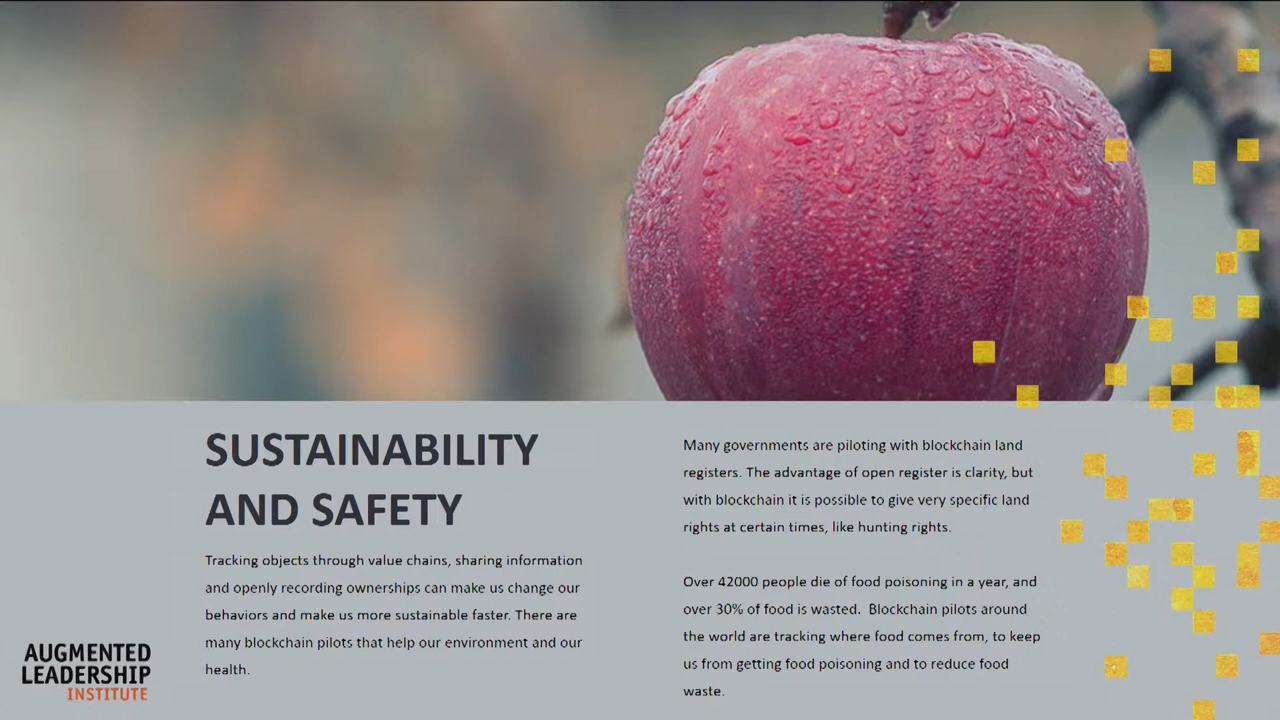 SUSTAINABILITY
AND SAFETY
Tracking objects through value chains, sharing information
and openly recording ownerships can make us change our
behaviors and make us more sustainable faster. There are
many blockchain pilots that help our environment and our
health.
Many governments are piloting with blockchain land
registers. The advantage of open register is clarity, but
with blockchain it is possible to give very specific land
rights at certain times, like hunting rights.
Over 42000 people die of food poisoning in a year, and
over 30% of food is wasted.  Blockchain pilots around
the world are tracking where food comes from, to keep
us from getting food poisoning and to reduce food
waste.
AUGMENTED
LEADERSHIP
INSTITUTE